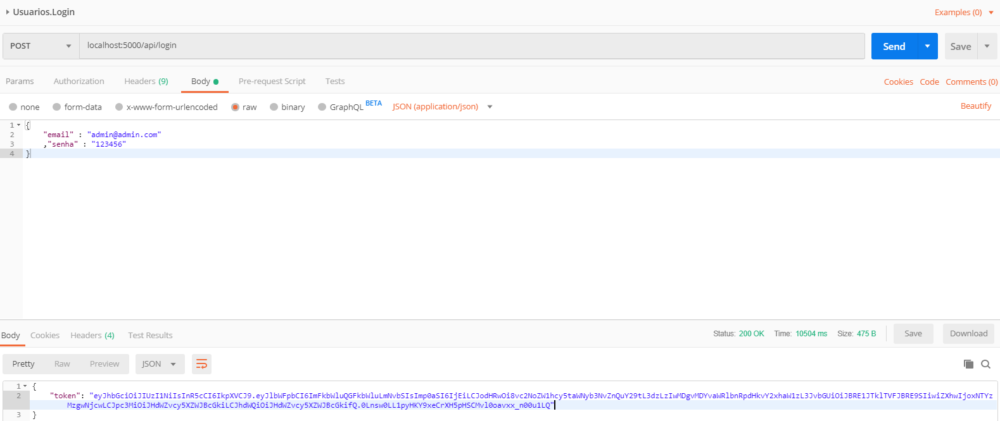 Usuarios.Login
Examples (0)
POST
localhost:5000/api/login
Send
Save
Params Authorization Headers (9) Body Pre-request Script Tests
Cookies Code Comments (0)
none form-data x-www-form-urlencoded raw binary GraphQL BETA JSON (application/json)
Beautify
1 {
2 "email" : "admin@admin.com"
3 ,"senha" : "123456"
4 }
Body Cookies Headers (4) Test Results
Status: 200 OK Time: 10504 ms Size: 475 B
Save
Download
Pretty Raw Preview JSON
1 {
2 "token": "eyJhbGciOiJIUzI1NiIsInR5cCI6IkpXVCJ9.eyJlbWFpbCI6ImFkbWluQGFkbWluLmNvbSIsImp0aSI6IjEiLCJodHRwOi8vc2NoZW1hcy5taWNyb3NvZnQuY29tL3dzLzIwMDgvMDYvaWRlbnRpdHkvY2xhaW1zL3JvbGUiOiJBRE1JTklTVFJBRE9SIiwiZXhwIjoxNTYz
MzgwNjcwLCJpc3MiOiJHdWZvcy5XZWJBcGkiLCJhdWQiOiJHdWZvcy5XZWJBcGkifQ.0Lnsw0LL1pyHKY9xeCrXH5pHSCMvl0oavxx_n00u1LQ"
3 }